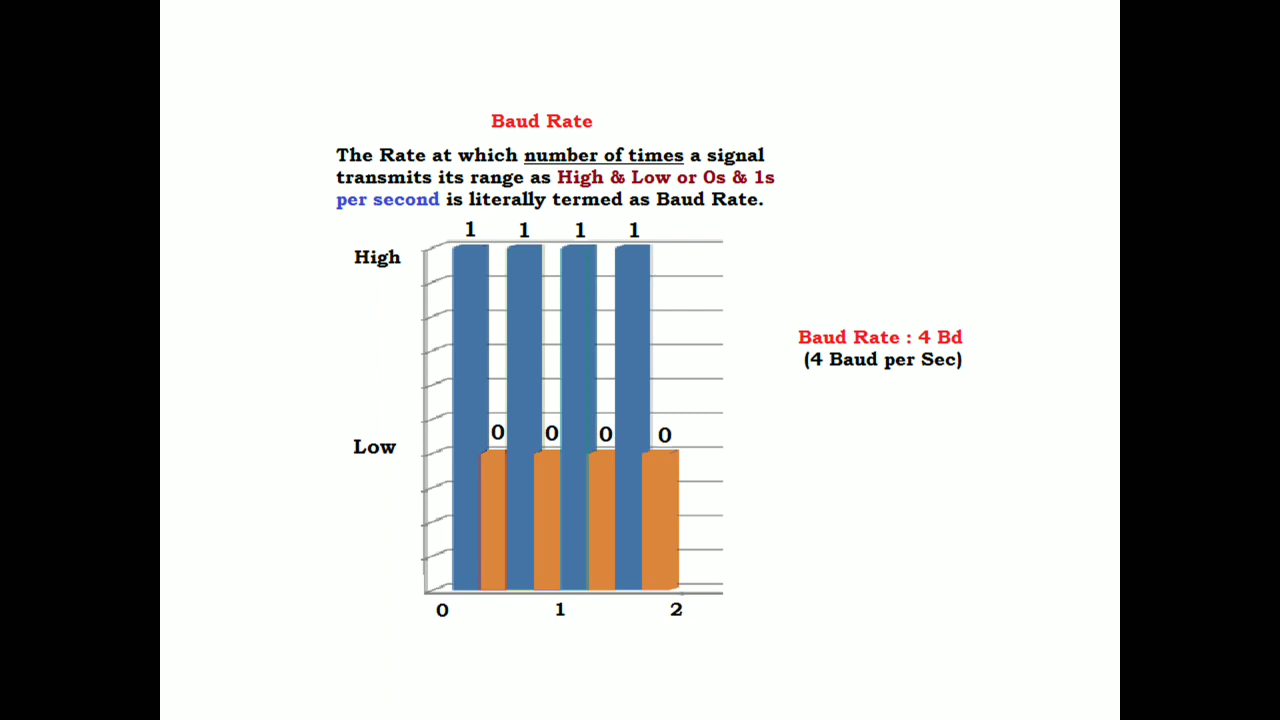 Baud Rate
The Rate at which number of times a signal
transmits its range as High & Low or 0s & 1s
per second is literally termed as Baud Rate.
1 1 1 1
High
Baud Rate : 4 Bd
(4 Baud per Sec)
0 0 0 0
Low
0 1 2